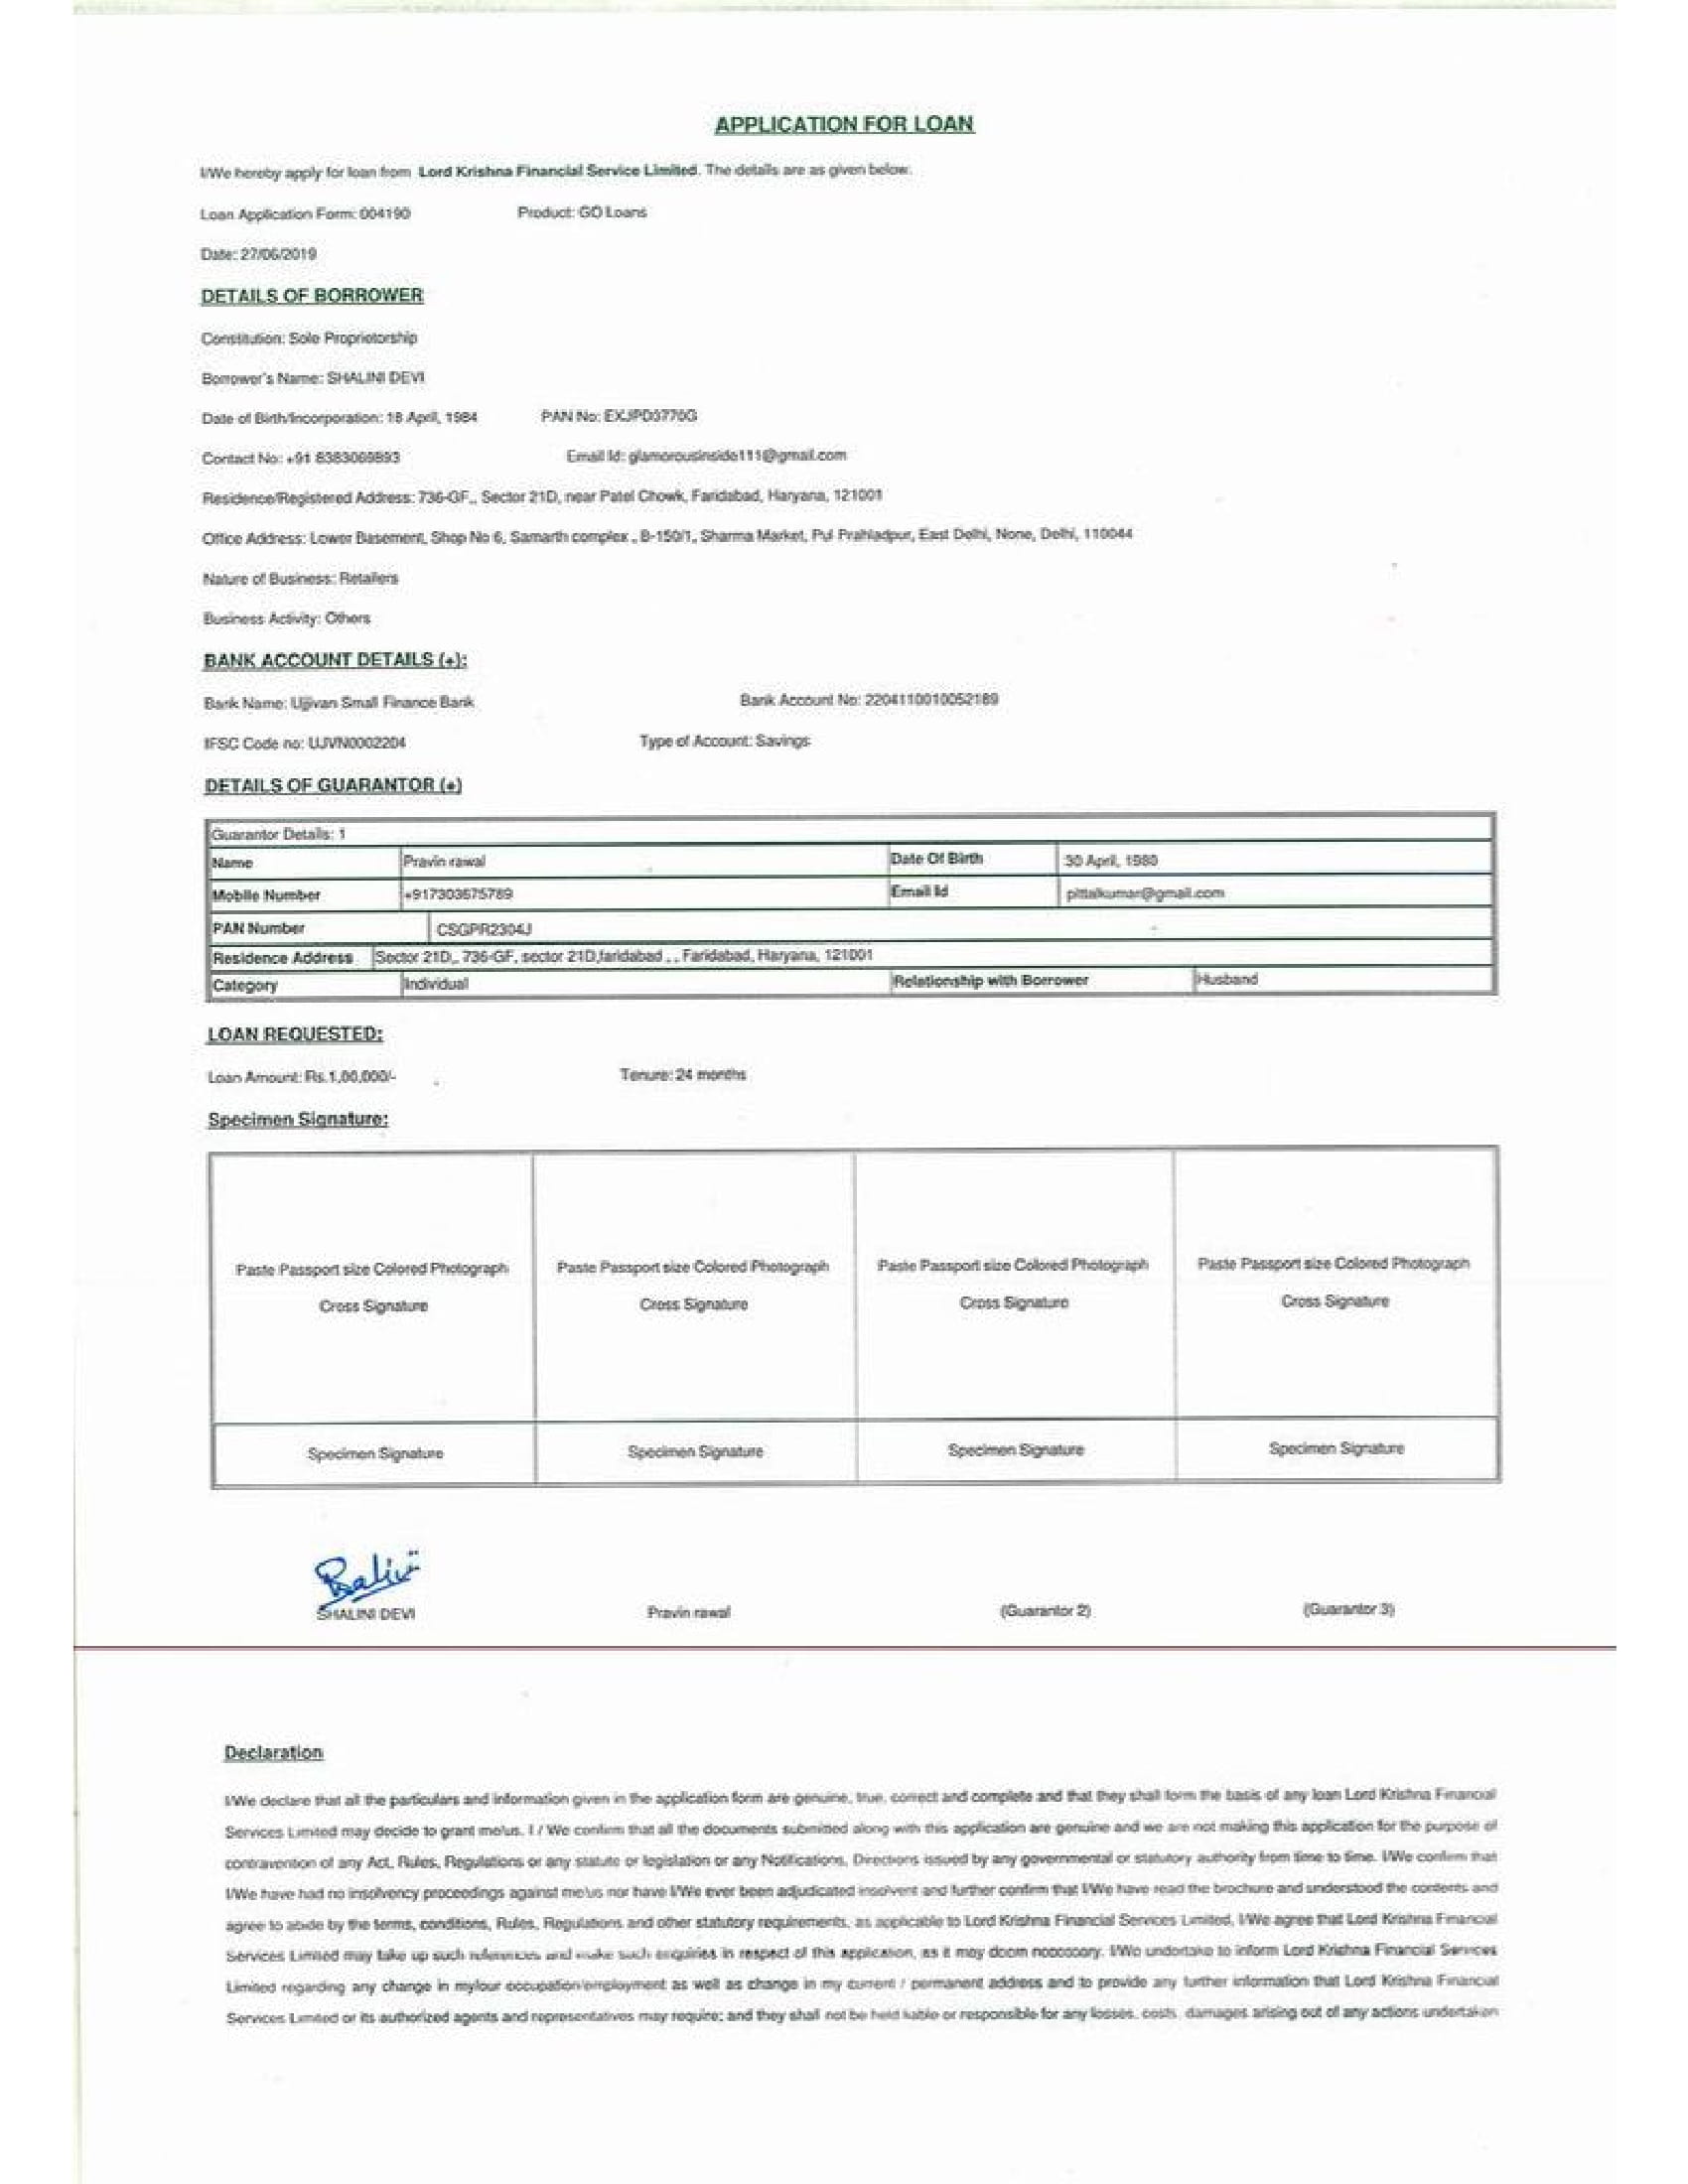 APPLICATION FOR LOAN
I/We hereby apply for loan from Lord Krishna Financial Service Limited. The details are as given below.
Loan Application Form: 004190 Product: GO Loans
Date: 27/06/2019
DETAILS OF BORROWER
Constitution: Sole Proprietorship
Borrower's Name: SHALINI DEVI
Date of Birth/Incorporation: 18 April, 1984 PAN No: EXJPD3770G
Contact No: +91 8383069893 Email Id: glamorousinside111@gmail.com
Residence/Registered Address: 736-GF,, Sector 21D, near Patel Chowk, Faridabad, Haryana, 121001
Office Address: Lower Basement, Shop No 6, Samarth complex , B-150/1, Sharma Market, Pul Prahladpur, East Delhi, None, Delhi, 110044
Nature of Business: Retailers
Business Activity: Others
BANK ACCOUNT DETAILS (+):
Bank Name: Ujjivan Small Finance Bank Bank Account No: 2204110010052189
IFSC Code no: UJVN0002204 Type of Account: Savings
DETAILS OF GUARANTOR (+)
Guarantor Details: 1
Name Pravin rawal Date Of Birth 30 April, 1980
Mobile Number +917303675789 Email Id pittalkumar@gmail.com
PAN Number CSGPR2304J
Residence Address Sector 21D,, 736-GF, sector 21D,faridabad , , Faridabad, Haryana, 121001
Category Individual Relationship with Borrower Husband
LOAN REQUESTED:
Loan Amount: Rs.1,00,000/- Tenure: 24 months
Specimen Signature:
Paste Passport size Colored Photograph Paste Passport size Colored Photograph Paste Passport size Colored Photograph Paste Passport size Colored Photograph
Cross Signature Cross Signature Cross Signature Cross Signature
Specimen Signature Specimen Signature Specimen Signature Specimen Signature
SHALINI DEVI Pravin rawal (Guarantor 2) (Guarantor 3)
Declaration
I/We declare that all the particulars and information given in the application form are genuine, true, correct and complete and that they shall form the basis of any loan Lord Krishna Financial
Services Limited may decide to grant me/us. I / We confirm that all the documents submitted along with this application are genuine and we are not making this application for the purpose of
contravention of any Act, Rules, Regulations or any statute or legislation or any Notifications, Directions issued by any governmental or statutory authority from time to time. I/We confirm that
I/We have had no insolvency proceedings against me/us nor have I/We ever been adjudicated insolvent and further confirm that I/We have read the brochure and understood the contents and
agree to abide by the terms, conditions, Rules, Regulations and other statutory requirements, as applicable to Lord Krishna Financial Services Limited, I/We agree that Lord Krishna Financial
Services Limited may take up such references and make such enquiries in respect of this application, as it may deem necessary. I/We undertake to inform Lord Krishna Financial Services
Limited regarding any change in my/our occupation/employment as well as change in my current / permanent address and to provide any further information that Lord Krishna Financial
Services Limited or its authorized agents and representatives may require; and they shall not be held liable or responsible for any losses, costs, damages arising out of any actions undertaken